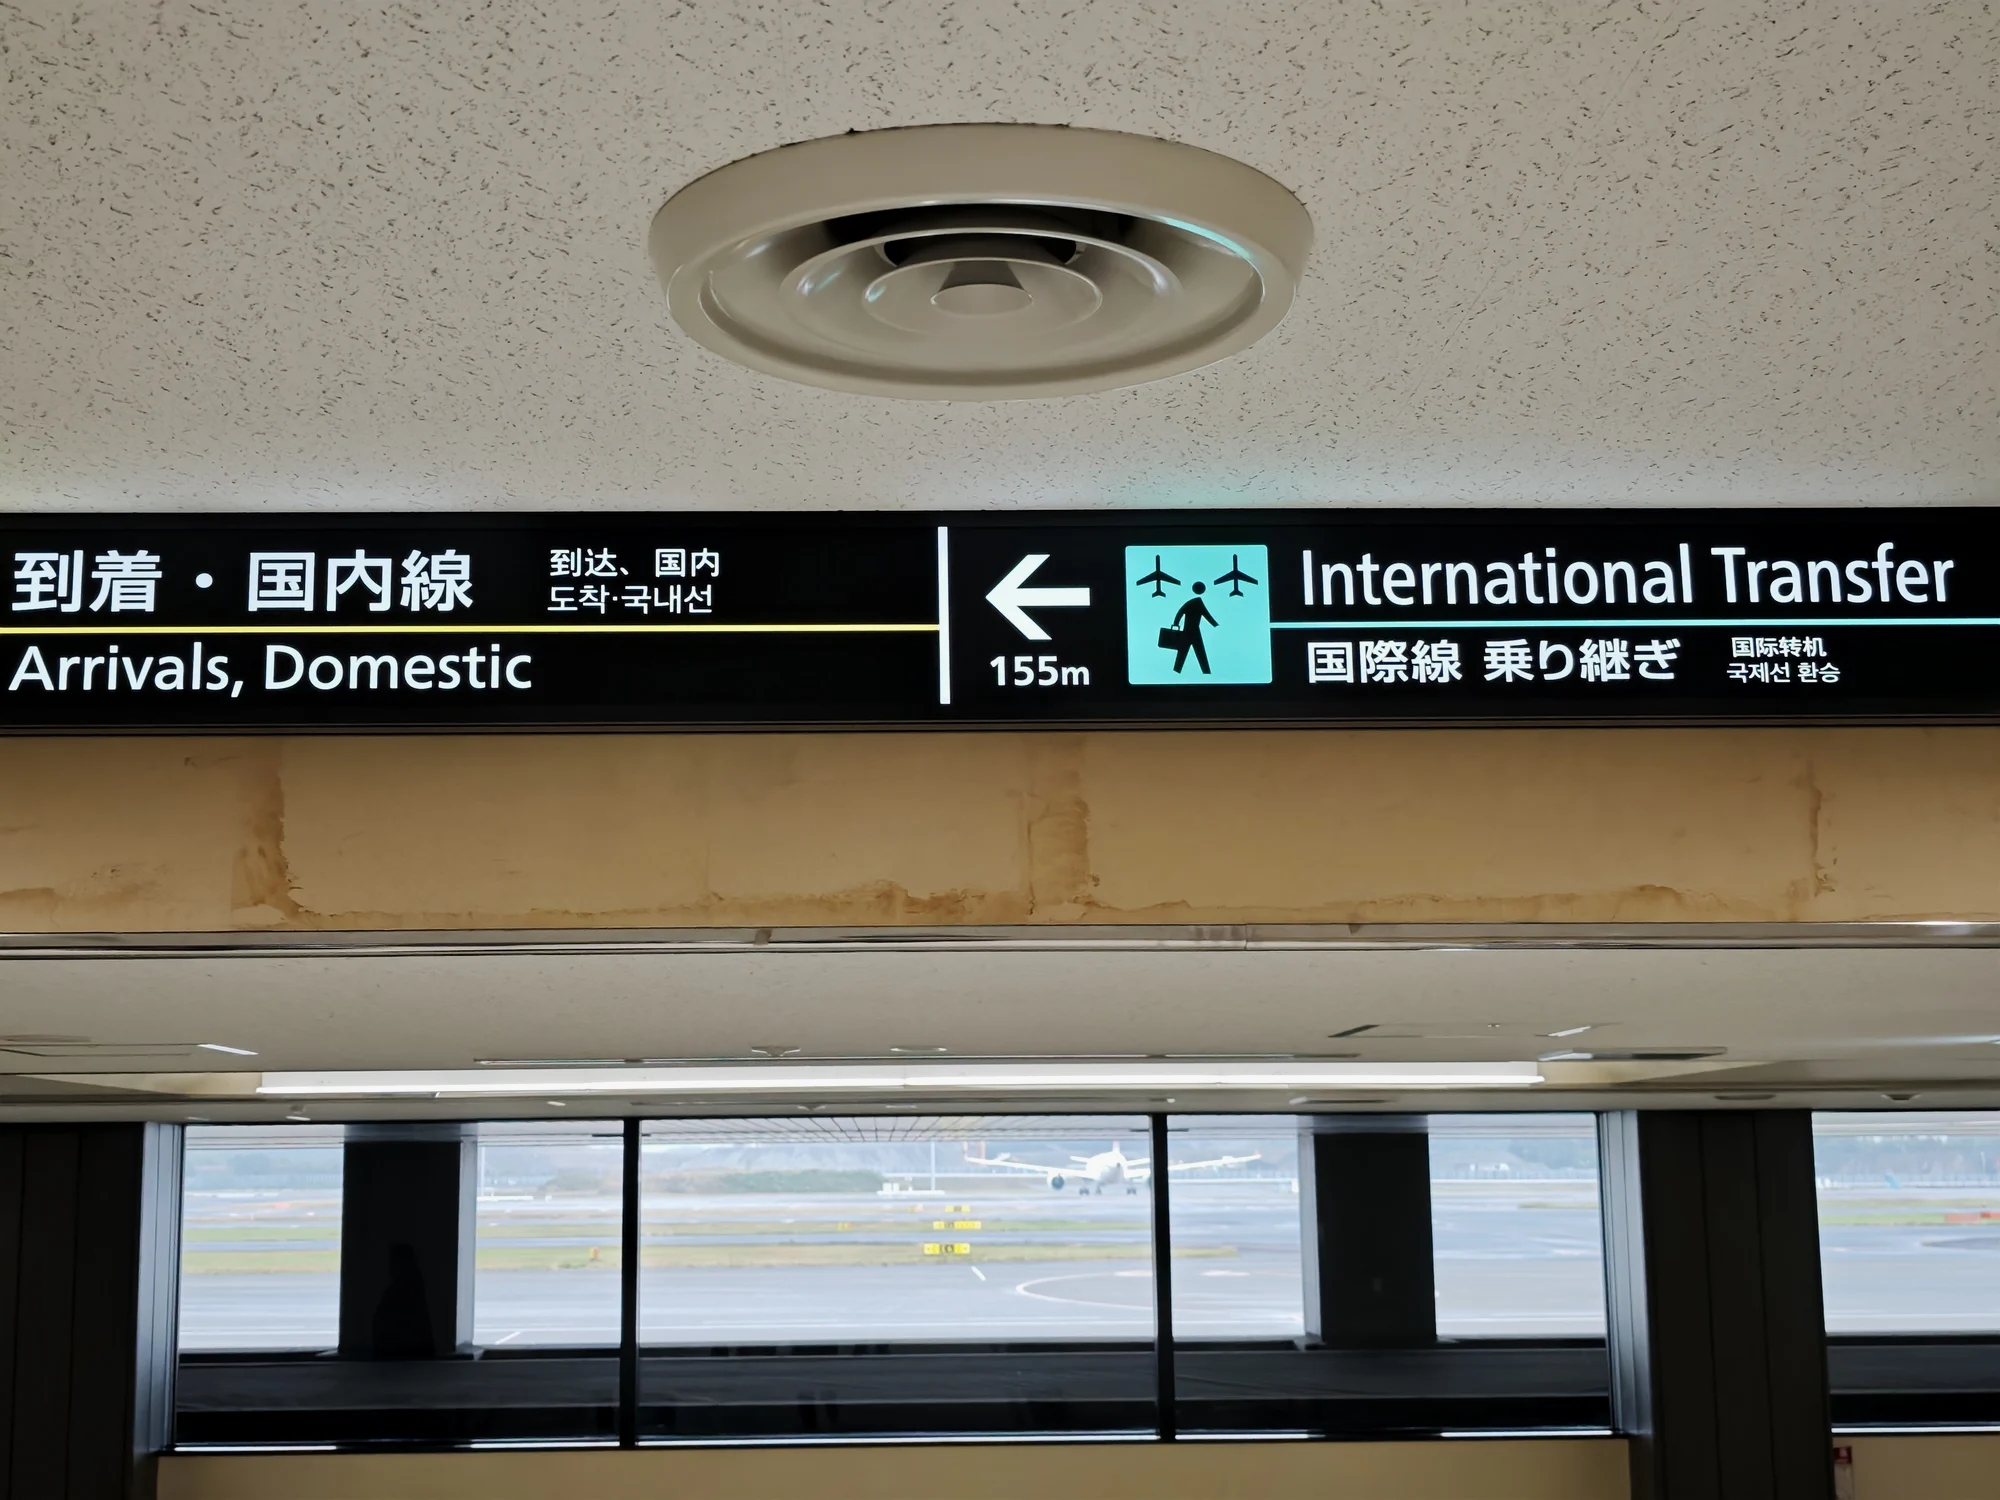 到着・国内線
到达、国内
도착·국내선
Arrivals, Domestic
155m
International Transfer
国際線 乗り継ぎ
国际转机
국제선 환승